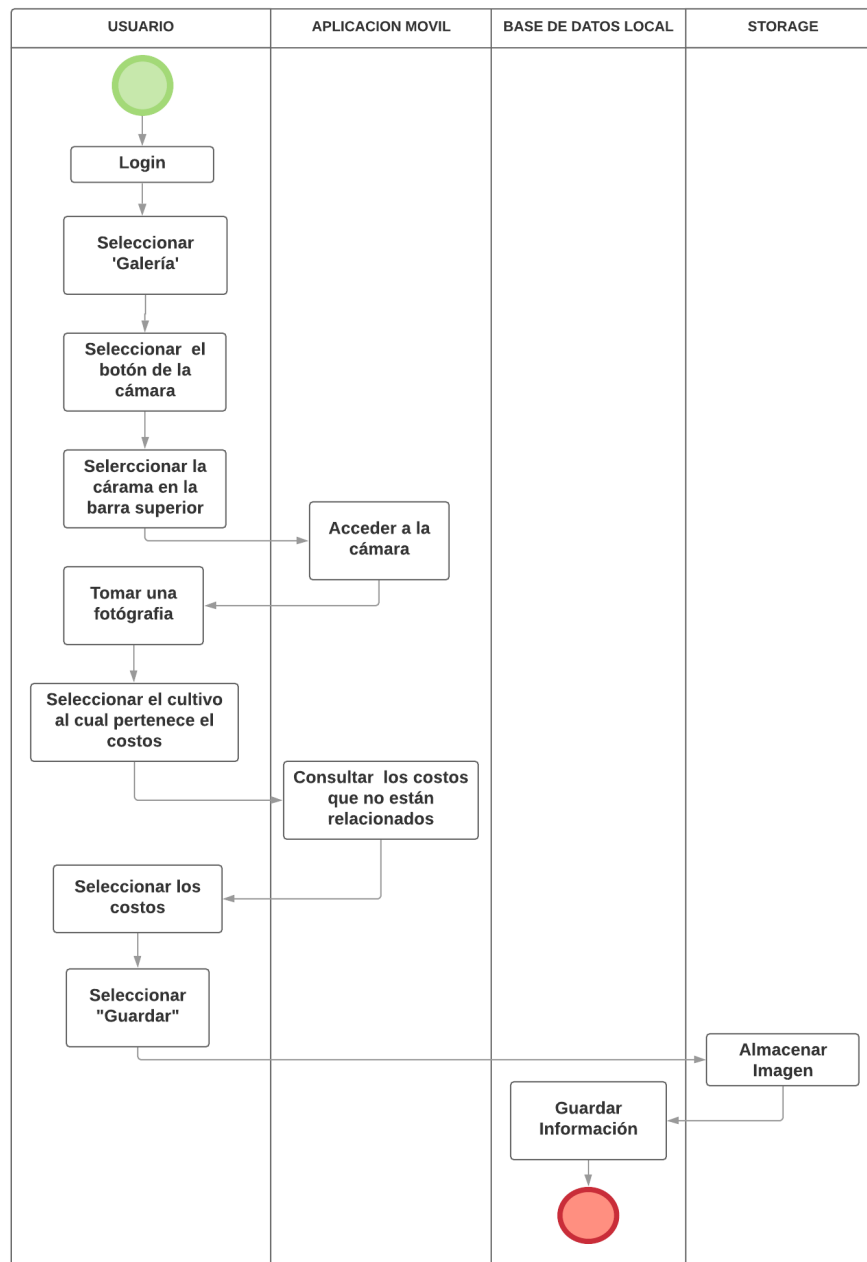 USUARIO
APLICACION MOVIL
BASE DE DATOS LOCAL
STORAGE
Login
Seleccionar
'Galería'
Seleccionar el
botón de la
cámara
Selerccionar la
cárama en la
barra superior
Acceder a la
cámara
Tomar una
fotógrafia
Seleccionar el cultivo
al cual pertenece el
costos
Consultar los costos
que no están
relacionados
Seleccionar los
costos
Seleccionar
"Guardar"
Almacenar
Imagen
Guardar
Información